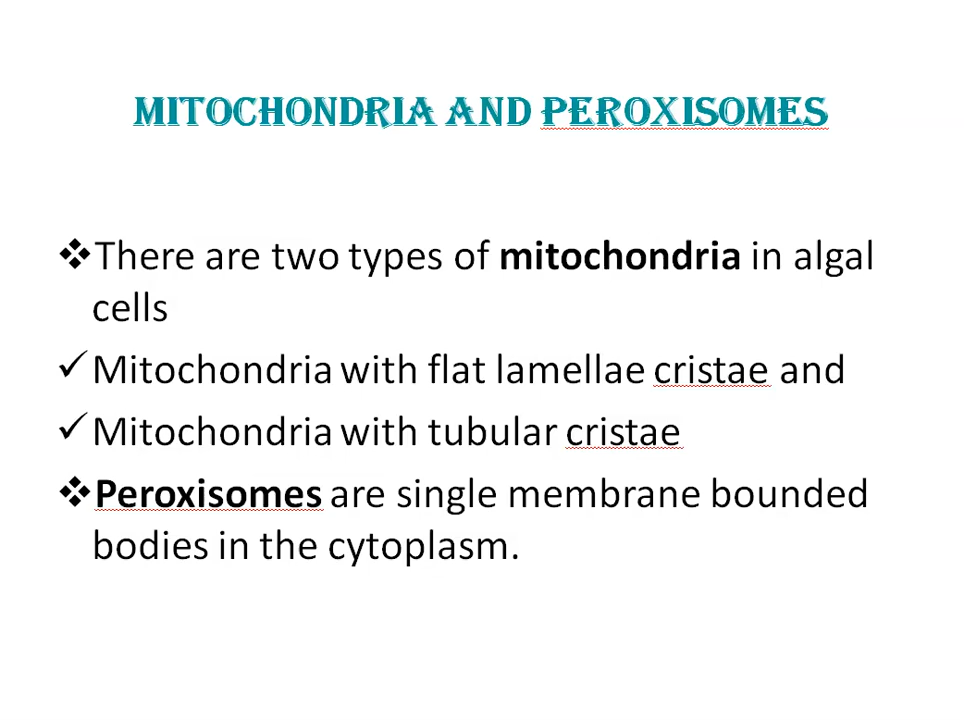 MITOCHONDRIA AND PEROXISOMES
❖There are two types of mitochondria in algal
cells
✓Mitochondria with flat lamellae cristae and
✓Mitochondria with tubular cristae
❖Peroxisomes are single membrane bounded
bodies in the cytoplasm.